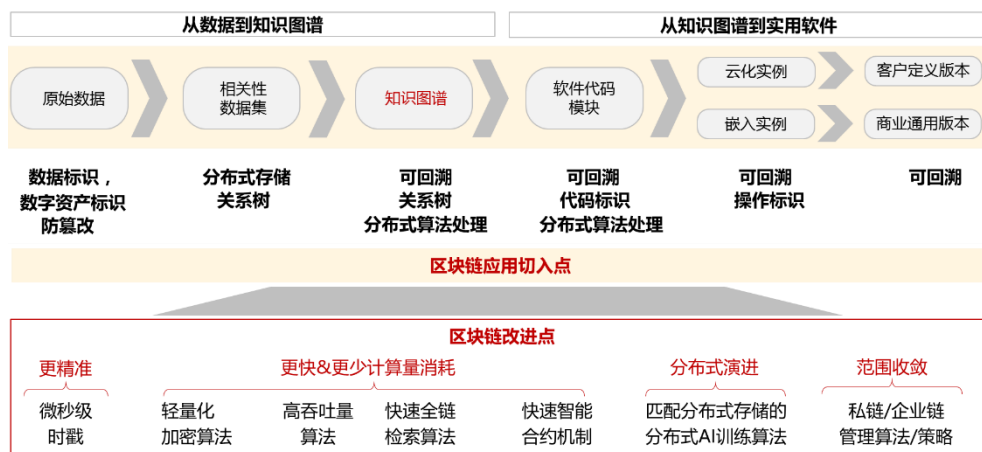 从数据到知识图谱
从知识图谱到实用软件
原始数据
相关性
数据集
知识图谱
软件代码
模块
云化实例
客户定义版本
嵌入实例
商业通用版本
数据标识，
数字资产标识
防篡改
分布式存储
关系树
可回溯
关系树
分布式算法处理
可回溯
代码标识
分布式算法处理
可回溯
操作标识
可回溯
区块链应用切入点
区块链改进点
更精准
更快&更少计算量消耗
分布式演进
范围收敛
微秒级
时戳
轻量化
加密算法
高吞吐量
算法
快速全链
检索算法
快速智能
合约机制
匹配分布式存储的
分布式AI训练算法
私链/企业链
管理算法/策略